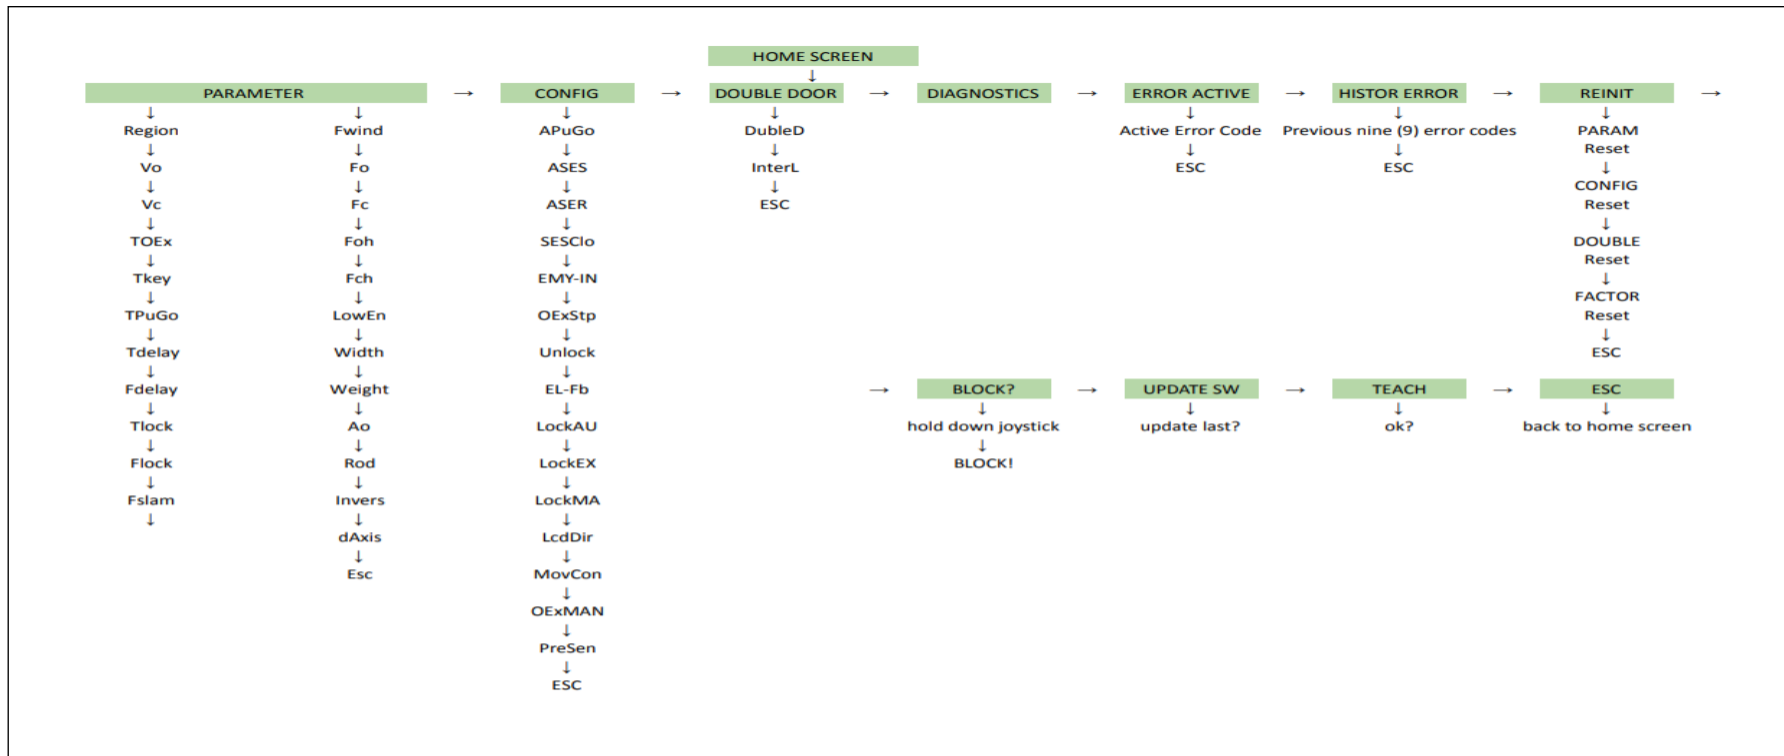 HOME SCREEN
↓
PARAMETER → CONFIG → DOUBLE DOOR → DIAGNOSTICS → ERROR ACTIVE → HISTOR ERROR → REINIT →
↓ ↓ ↓ ↓ ↓ ↓ ↓
Region Fwind APuGo DubleD Active Error Code Previous nine (9) error codes PARAM
↓ ↓ ↓ ↓ ↓ ↓ Reset
Vo Fo ASES InterL ESC ESC ↓
↓ ↓ ↓ ↓ CONFIG
Vc Fc ASER ESC Reset
↓ ↓ ↓ ↓
TOEx Foh SESClo DOUBLE
↓ ↓ ↓ Reset
Tkey Fch EMY-IN ↓
↓ ↓ ↓ FACTOR
TPuGo LowEn OExStp Reset
↓ ↓ ↓ ↓
Tdelay Width Unlock ESC
↓ ↓ ↓
Fdelay Weight EL-Fb → BLOCK? → UPDATE SW → TEACH → ESC
↓ ↓ ↓ ↓ ↓ ↓ ↓
Tlock Ao LockAU hold down joystick update last? ok? back to home screen
↓ ↓ ↓ ↓
Flock Rod LockEX BLOCK!
↓ ↓ ↓
Fslam Invers LockMA
↓ ↓ ↓
dAxis LcdDir
↓ ↓
Esc MovCon
↓
OExMAN
↓
PreSen
↓
ESC